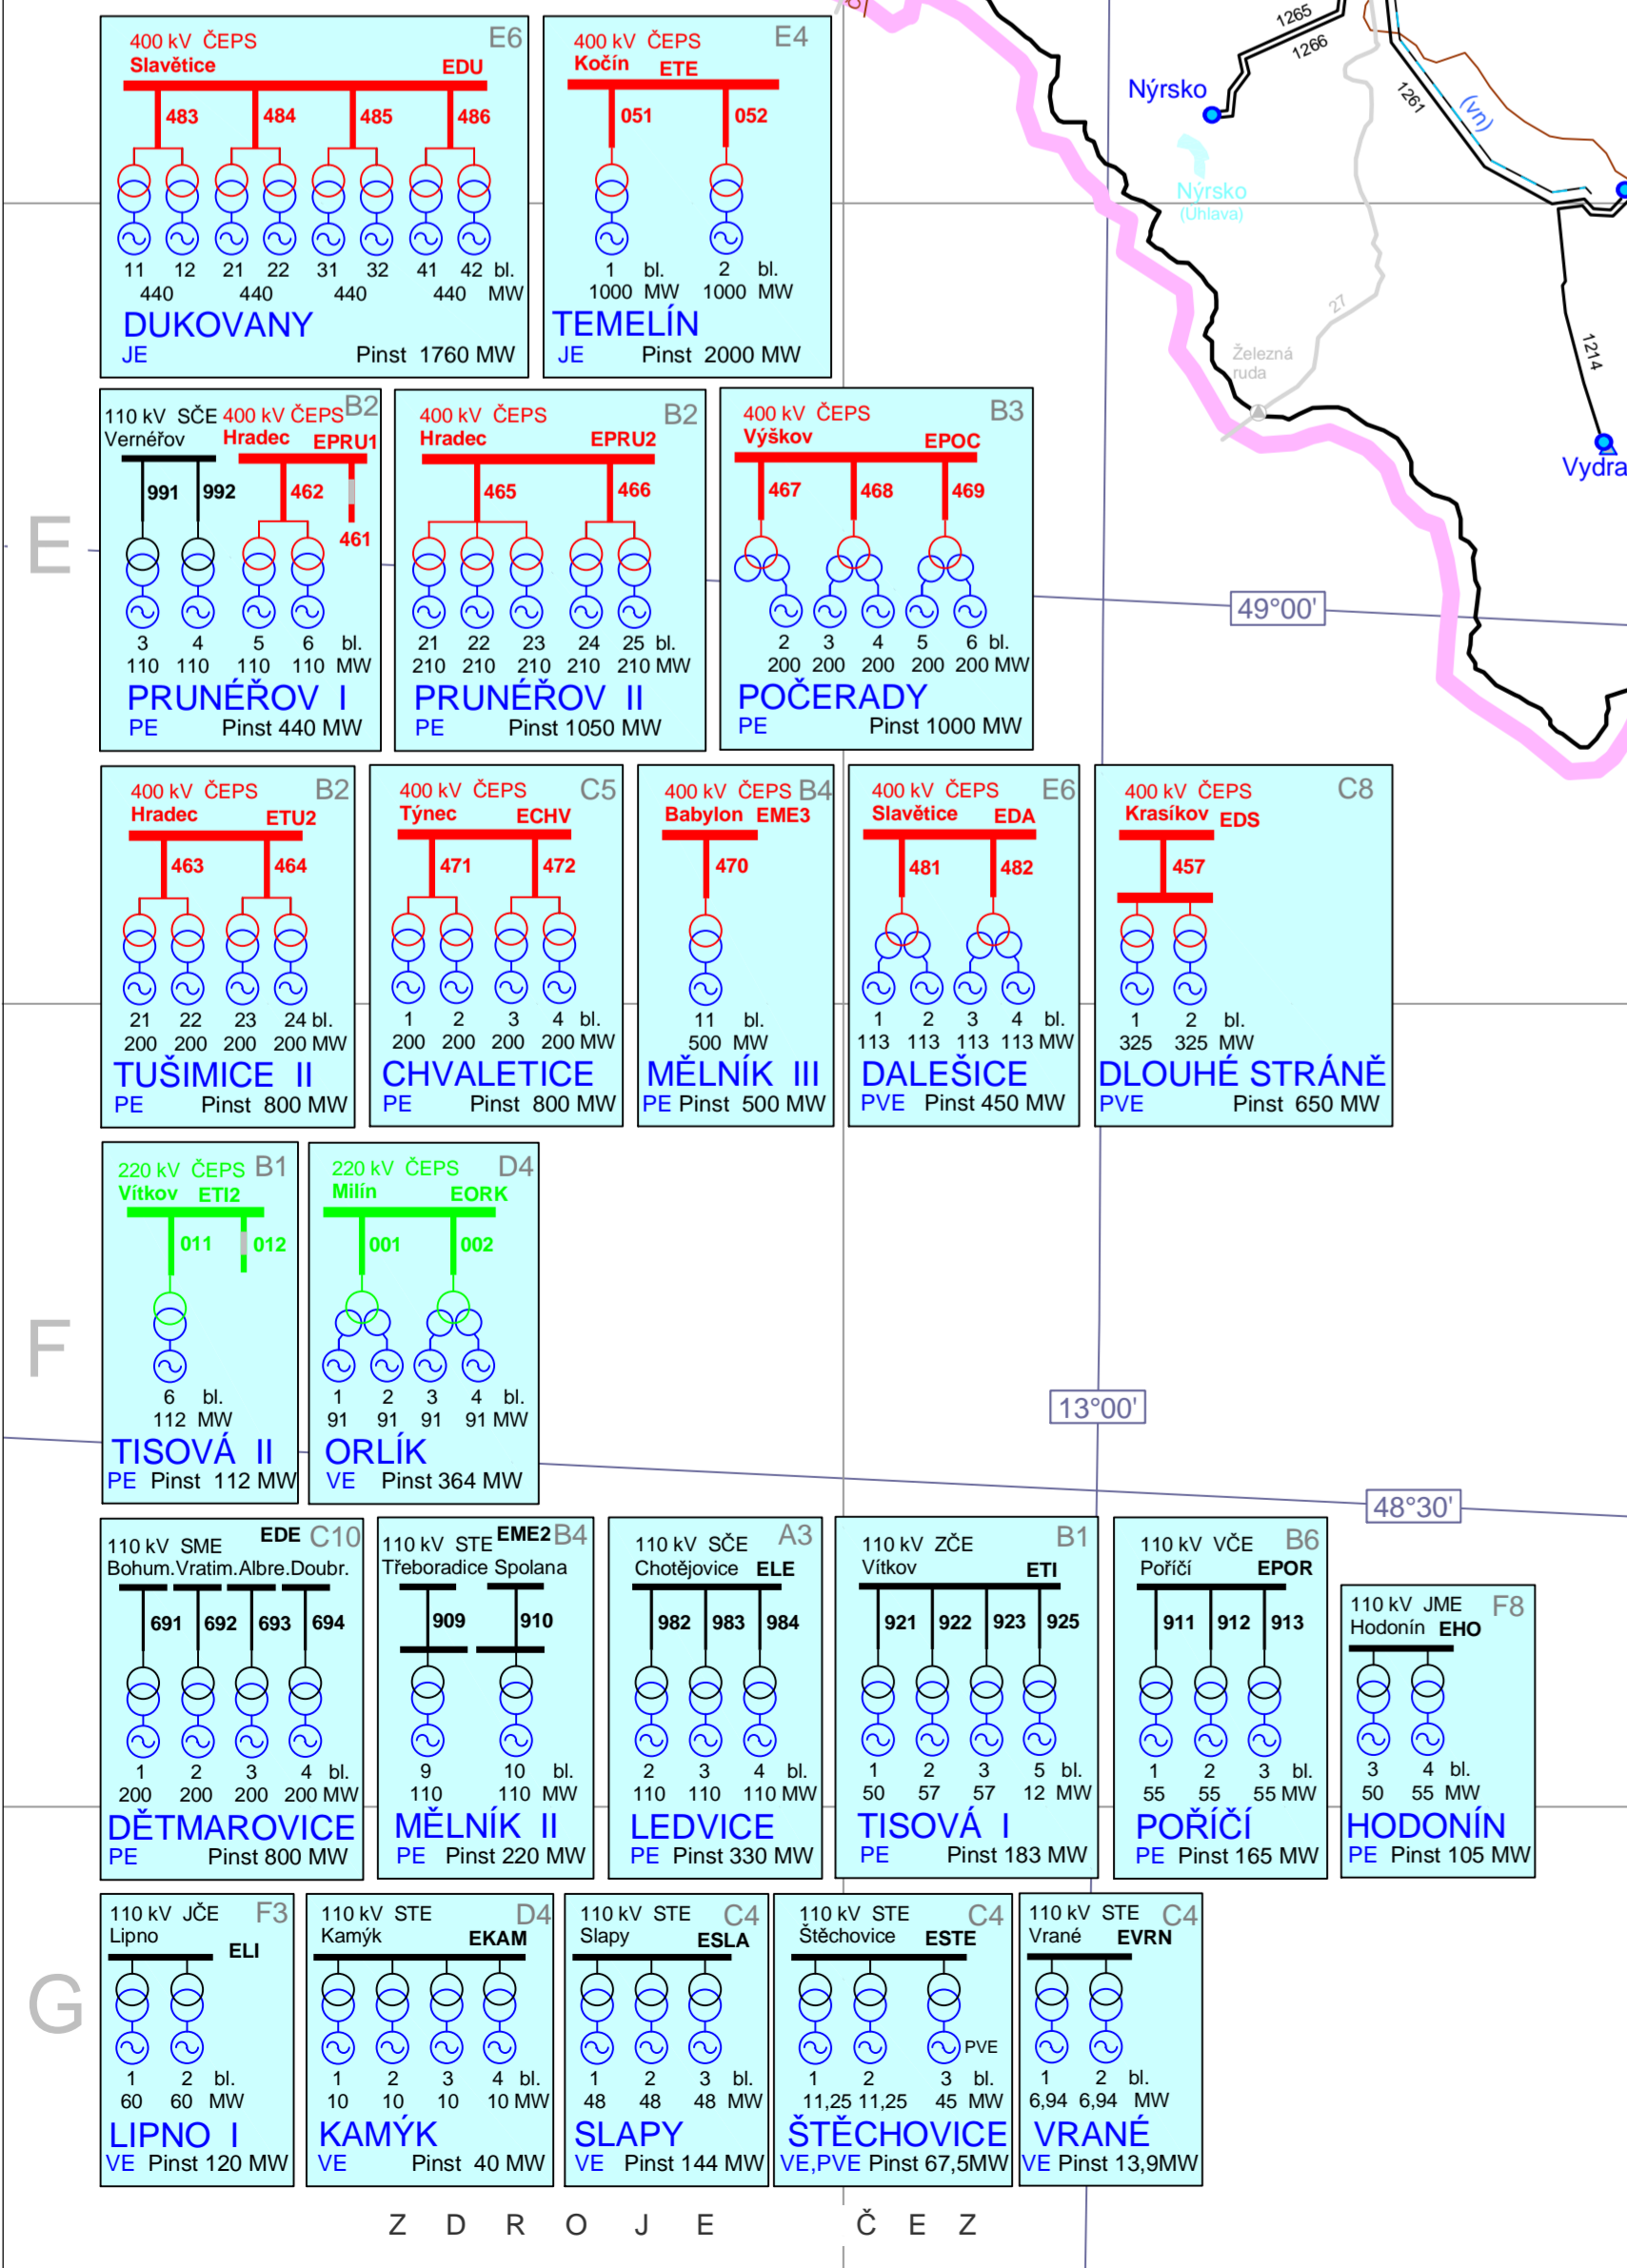 400 kV ČEPS E6
Slavětice EDU
483 484 485 486
11 12 21 22 31 32 41 42 bl.
440 440 440 440 MW
DUKOVANY
JE Pinst 1760 MW
400 kV ČEPS E4
Kočín ETE
051 052
1 bl. 2 bl.
1000 MW 1000 MW
TEMELÍN
JE Pinst 2000 MW
1265
1266
1261
(vn)
Nýrsko
Nýrsko
(Úhlava)
27
Železná
ruda
1214
Vydra
E
110 kV SČE 400 kV ČEPS B2
Vernéřov Hradec EPRU1
991 992 462 461
3 4 5 6 bl.
110 110 110 110 MW
PRUNÉŘOV I
PE Pinst 440 MW
400 kV ČEPS B2
Hradec EPRU2
465 466
21 22 23 24 25 bl.
210 210 210 210 210 MW
PRUNÉŘOV II
PE Pinst 1050 MW
400 kV ČEPS B3
Výškov EPOC
467 468 469
2 3 4 5 6 bl.
200 200 200 200 200 MW
POČERADY
PE Pinst 1000 MW
49°00'
400 kV ČEPS B2
Hradec ETU2
463 464
21 22 23 24 bl.
200 200 200 200 MW
TUŠIMICE II
PE Pinst 800 MW
400 kV ČEPS C5
Týnec ECHV
471 472
1 2 3 4 bl.
200 200 200 200 MW
CHVALETICE
PE Pinst 800 MW
400 kV ČEPS B4
Babylon EME3
470
11 bl.
500 MW
MĚLNÍK III
PE Pinst 500 MW
400 kV ČEPS E6
Slavětice EDA
481 482
1 2 3 4 bl.
113 113 113 113 MW
DALEŠICE
PVE Pinst 450 MW
400 kV ČEPS C8
Krasíkov EDS
457
1 2 bl.
325 325 MW
DLOUHÉ STRÁNĚ
PVE Pinst 650 MW
F
220 kV ČEPS B1
Vítkov ETI2
011 012
6 bl.
112 MW
TISOVÁ II
PE Pinst 112 MW
220 kV ČEPS D4
Milín EORK
001 002
1 2 3 4 bl.
91 91 91 91 MW
ORLÍK
VE Pinst 364 MW
13°00'
48°30'
110 kV SME EDE C10
Bohum.Vratim.Albre.Doubr.
691 692 693 694
1 2 3 4 bl.
200 200 200 200 MW
DĚTMAROVICE
PE Pinst 800 MW
110 kV STE EME2 B4
Třeboradice Spolana
909 910
9 10 bl.
110 110 MW
MĚLNÍK II
PE Pinst 220 MW
110 kV SČE A3
Chotějovice ELE
982 983 984
2 3 4 bl.
110 110 110 MW
LEDVICE
PE Pinst 330 MW
110 kV ZČE B1
Vítkov ETI
921 922 923 925
1 2 3 5 bl.
50 57 57 12 MW
TISOVÁ I
PE Pinst 183 MW
110 kV VČE B6
Poříčí EPOR
911 912 913
1 2 3 bl.
55 55 55 MW
POŘÍČÍ
PE Pinst 165 MW
110 kV JME F8
Hodonín EHO
3 4 bl.
50 55 MW
HODONÍN
PE Pinst 105 MW
G
110 kV JČE F3
Lipno ELI
1 2 bl.
60 60 MW
LIPNO I
VE Pinst 120 MW
110 kV STE D4
Kamýk EKAM
1 2 3 4 bl.
10 10 10 10 MW
KAMÝK
VE Pinst 40 MW
110 kV STE C4
Slapy ESLA
1 2 3 bl.
48 48 48 MW
SLAPY
VE Pinst 144 MW
110 kV STE C4
Štěchovice ESTE
PVE
1 2 3 bl.
11,25 11,25 45 MW
ŠTĚCHOVICE
VE,PVE Pinst 67,5MW
110 kV STE C4
Vrané EVRN
1 2 bl.
6,94 6,94 MW
VRANÉ
VE Pinst 13,9MW
Z D R O J E Č E Z